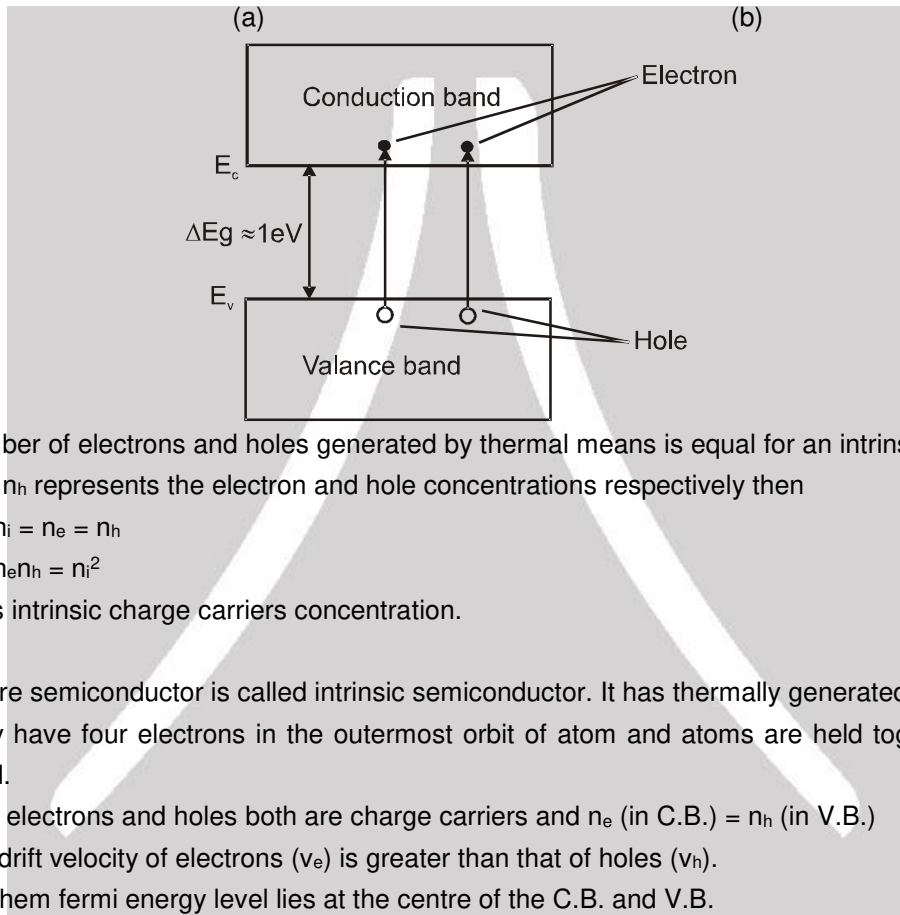 (a) (b)
Electron
Conduction band
E꜀
ΔEg ≈1eV
Eᵥ
Hole
Valance band
ber of electrons and holes generated by thermal means is equal for an intrins
nₕ represents the electron and hole concentrations respectively then
nᵢ = nₑ = nₕ
nₑnₕ = nᵢ²
s intrinsic charge carriers concentration.
re semiconductor is called intrinsic semiconductor. It has thermally generated
y have four electrons in the outermost orbit of atom and atoms are held tog
d.
electrons and holes both are charge carriers and nₑ (in C.B.) = nₕ (in V.B.)
drift velocity of electrons (vₑ) is greater than that of holes (vₕ).
hem fermi energy level lies at the centre of the C.B. and V.B.